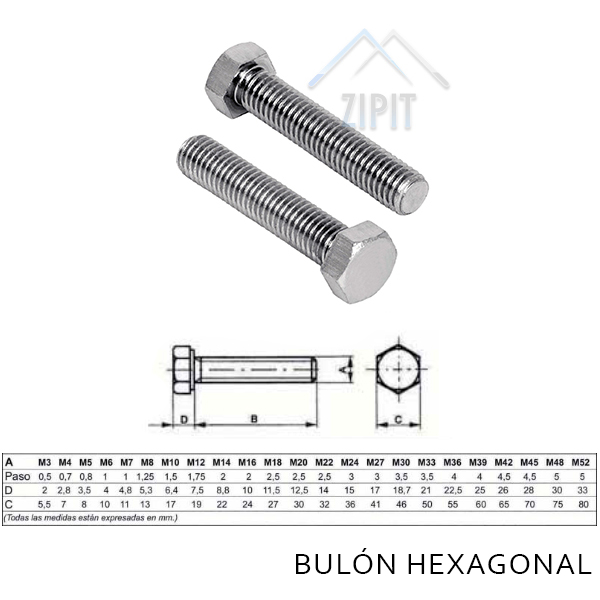 ZIPIT
A
D
B
C
A M3 M4 M5 M6 M7 M8 M10 M12 M14 M16 M18 M20 M22 M24 M27 M30 M33 M36 M39 M42 M45 M48 M52
Paso 0,5 0,7 0,8 1 1 1,25 1,5 1,75 2 2 2,5 2,5 2,5 3 3 3,5 3,5 4 4 4,5 4,5 5 5
D 2 2,8 3,5 4 4,8 5,3 6,4 7,5 8,8 10 11,5 12,5 14 15 17 18,7 21 22,5 25 26 28 30 33
C 5,5 7 8 10 11 13 17 19 22 24 27 30 32 36 41 46 50 55 60 65 70 75 80
(Todas las medidas están expresadas en mm.)
BULÓN HEXAGONAL